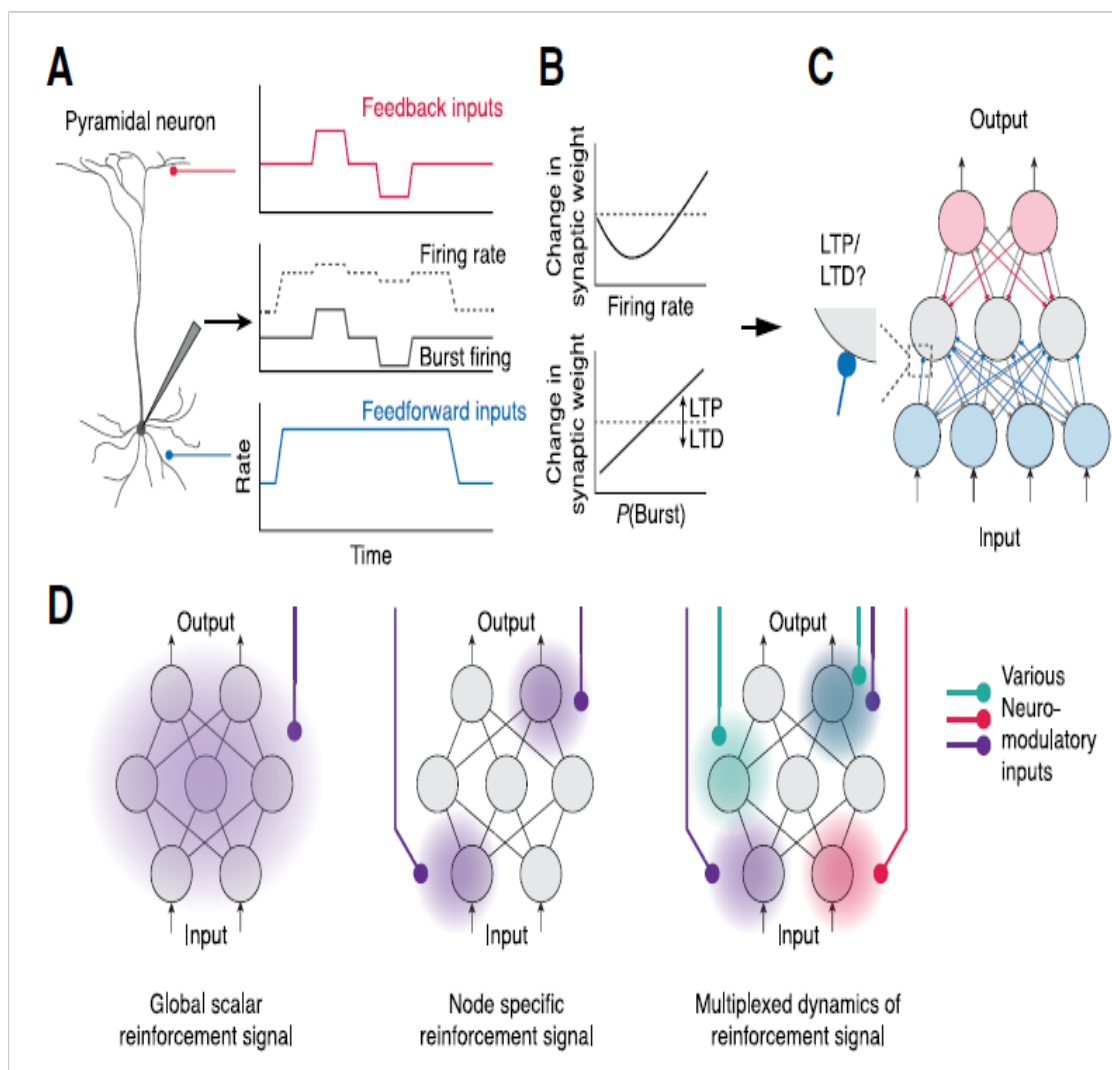 A
Pyramidal neuron
Feedback inputs
Firing rate
Burst firing
Feedforward inputs
Rate
Time
B
Change in
synaptic weight
Firing rate
Change in
synaptic weight
LTP
LTD
P(Burst)
C
Output
LTP/
LTD?
Input
D
Output
Input
Global scalar
reinforcement signal
Output
Input
Node specific
reinforcement signal
Output
Input
Multiplexed dynamics of
reinforcement signal
Various
Neuro-
modulatory
inputs